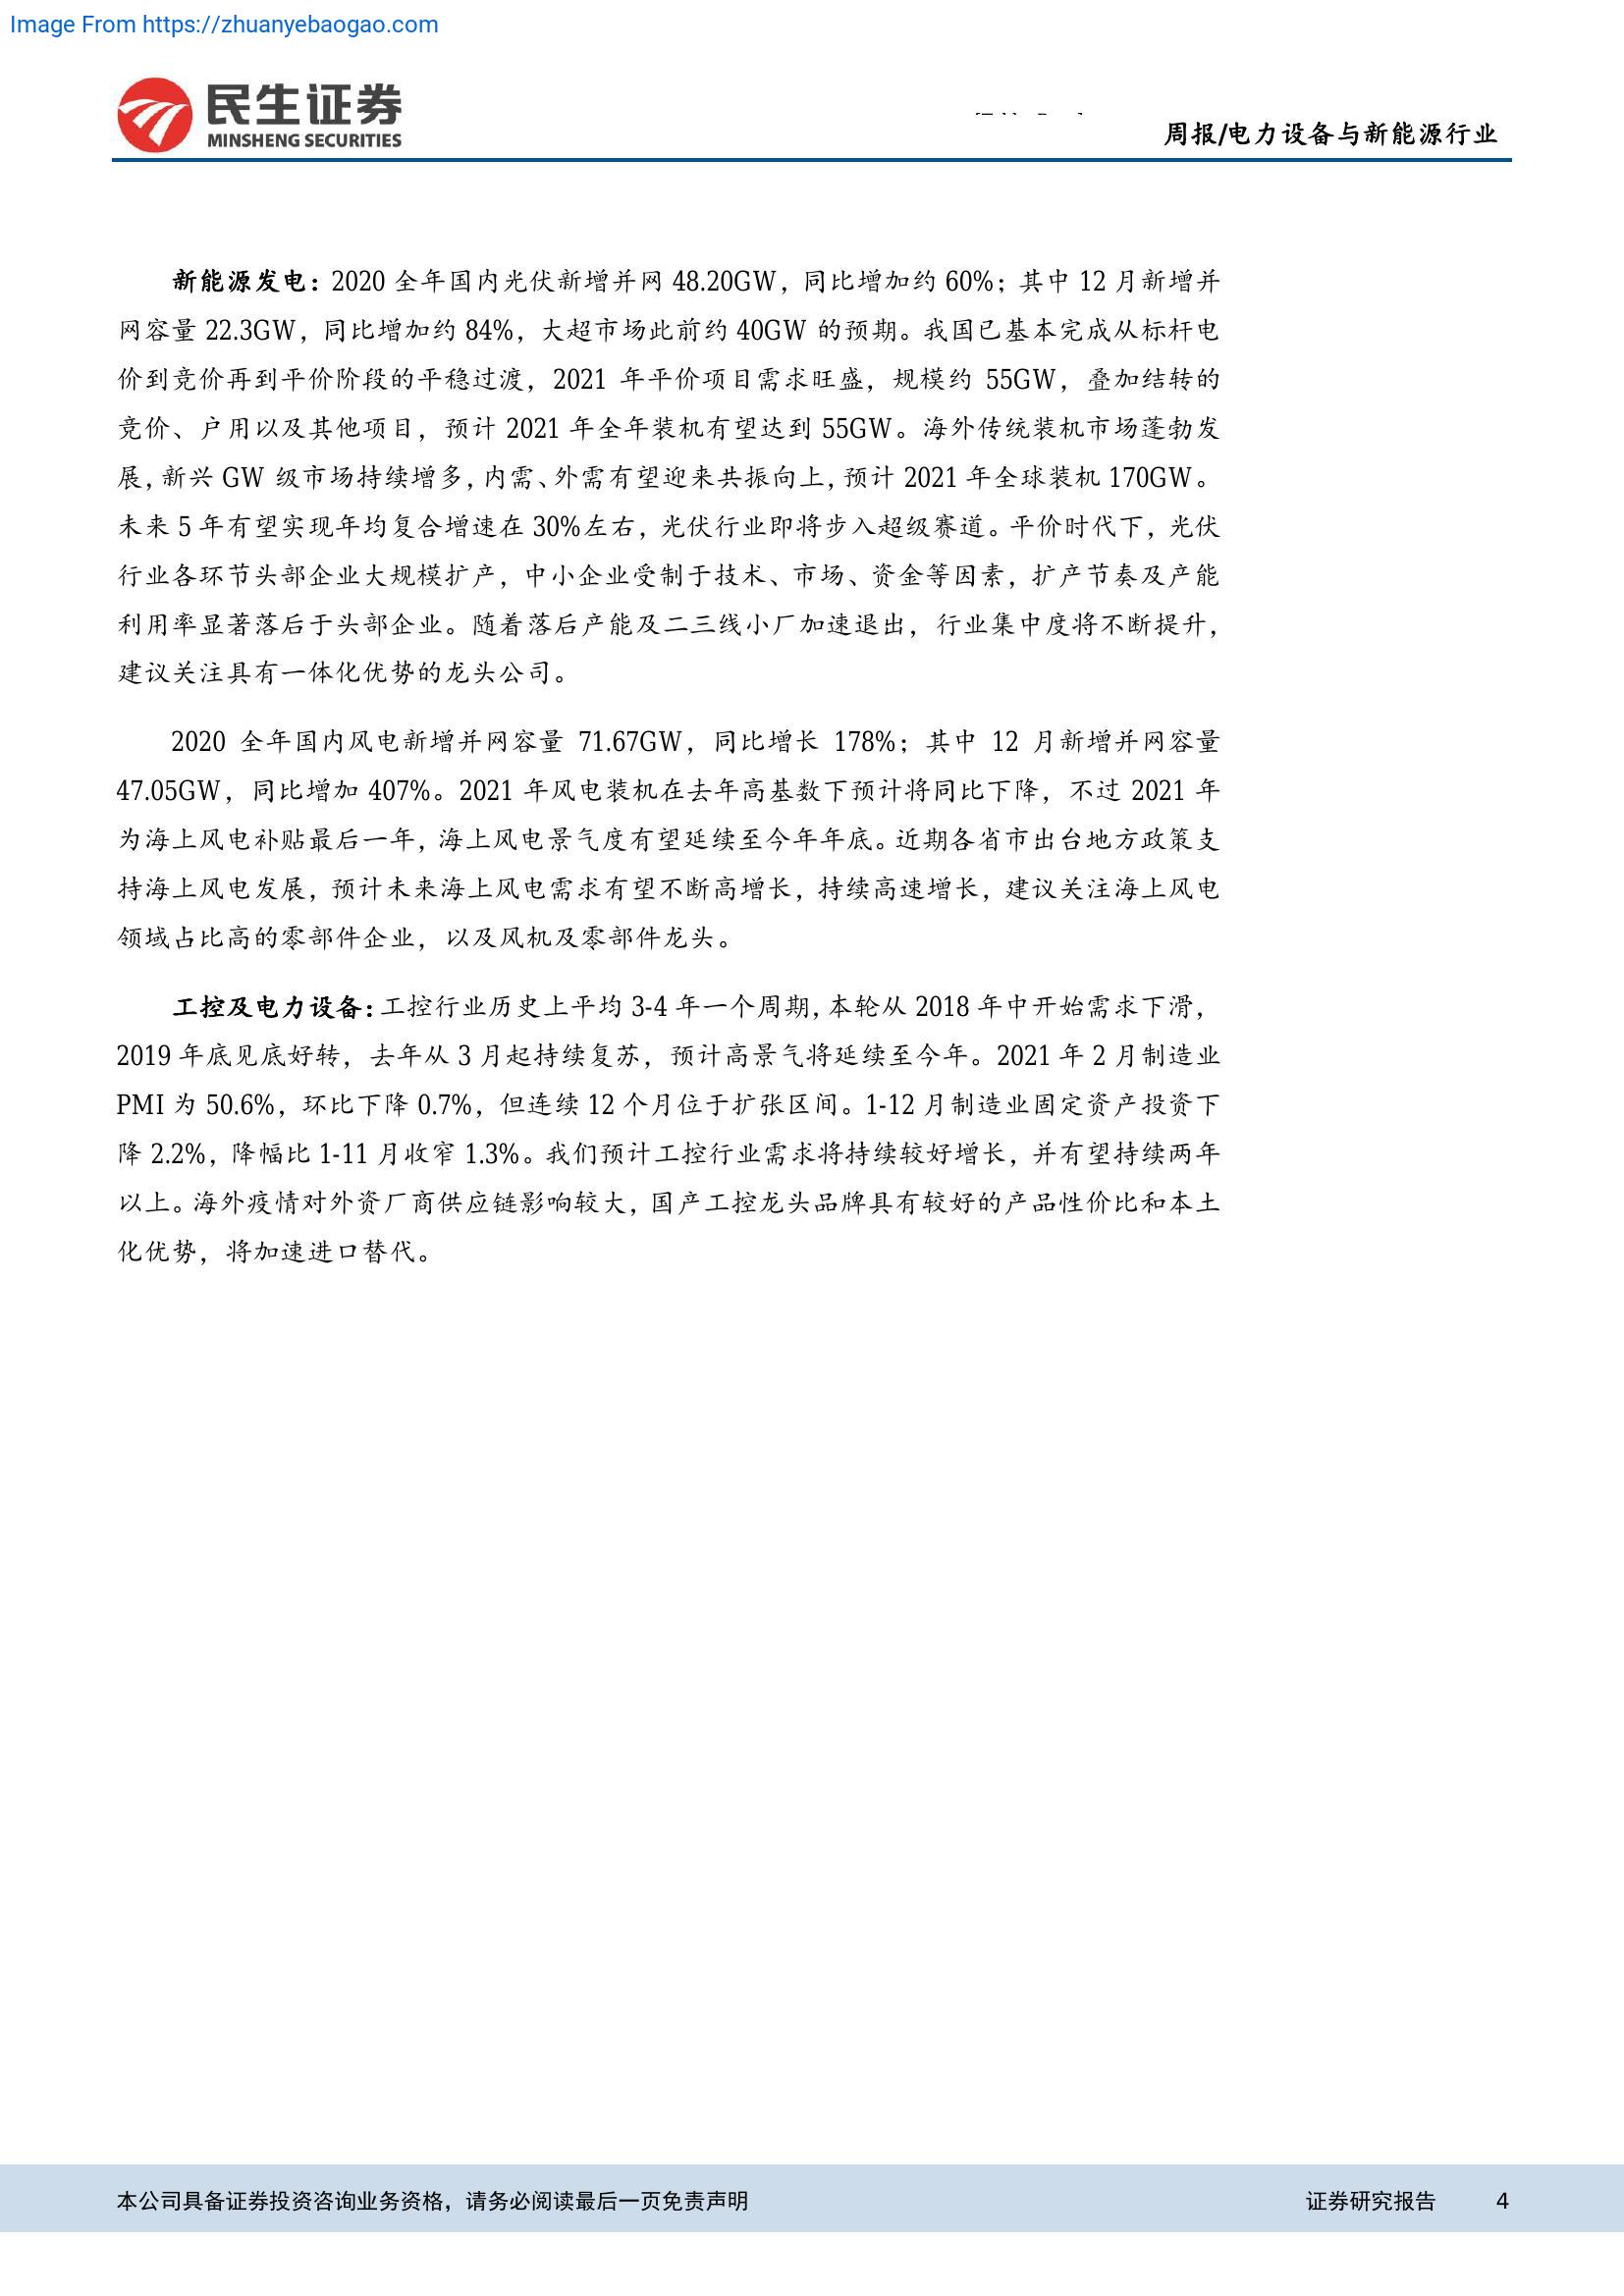 Image From https://zhuanyebaogao.com
民生证券
MINSHENG SECURITIES
周报/电力设备与新能源行业
新能源发电：2020 全年国内光伏新增并网 48.20GW，同比增加约 60%；其中 12 月新增并
网容量 22.3GW，同比增加约 84%，大超市场此前约 40GW 的预期。我国已基本完成从标杆电
价到竞价再到平价阶段的平稳过渡，2021 年平价项目需求旺盛，规模约 55GW，叠加结转的
竞价、户用以及其他项目，预计 2021 年全年装机有望达到 55GW。海外传统装机市场蓬勃发
展，新兴 GW 级市场持续增多，内需、外需有望迎来共振向上，预计 2021 年全球装机 170GW。
未来 5 年有望实现年均复合增速在 30%左右，光伏行业即将步入超级赛道。平价时代下，光伏
行业各环节头部企业大规模扩产，中小企业受制于技术、市场、资金等因素，扩产节奏及产能
利用率显著落后于头部企业。随着落后产能及二三线小厂加速退出，行业集中度将不断提升，
建议关注具有一体化优势的龙头公司。
2020 全年国内风电新增并网容量 71.67GW，同比增长 178%；其中 12 月新增并网容量
47.05GW，同比增加 407%。2021 年风电装机在去年高基数下预计将同比下降，不过 2021 年
为海上风电补贴最后一年，海上风电景气度有望延续至今年年底。近期各省市出台地方政策支
持海上风电发展，预计未来海上风电需求有望不断高增长，持续高速增长，建议关注海上风电
领域占比高的零部件企业，以及风机及零部件龙头。
工控及电力设备：工控行业历史上平均 3-4 年一个周期，本轮从 2018 年中开始需求下滑，
2019 年底见底好转，去年从 3 月起持续复苏，预计高景气将延续至今年。2021 年 2 月制造业
PMI 为 50.6%，环比下降 0.7%，但连续 12 个月位于扩张区间。1-12 月制造业固定资产投资下
降 2.2%，降幅比 1-11 月收窄 1.3%。我们预计工控行业需求将持续较好增长，并有望持续两年
以上。海外疫情对外资厂商供应链影响较大，国产工控龙头品牌具有较好的产品性价比和本土
化优势，将加速进口替代。
本公司具备证券投资咨询业务资格，请务必阅读最后一页免责声明
证券研究报告 4